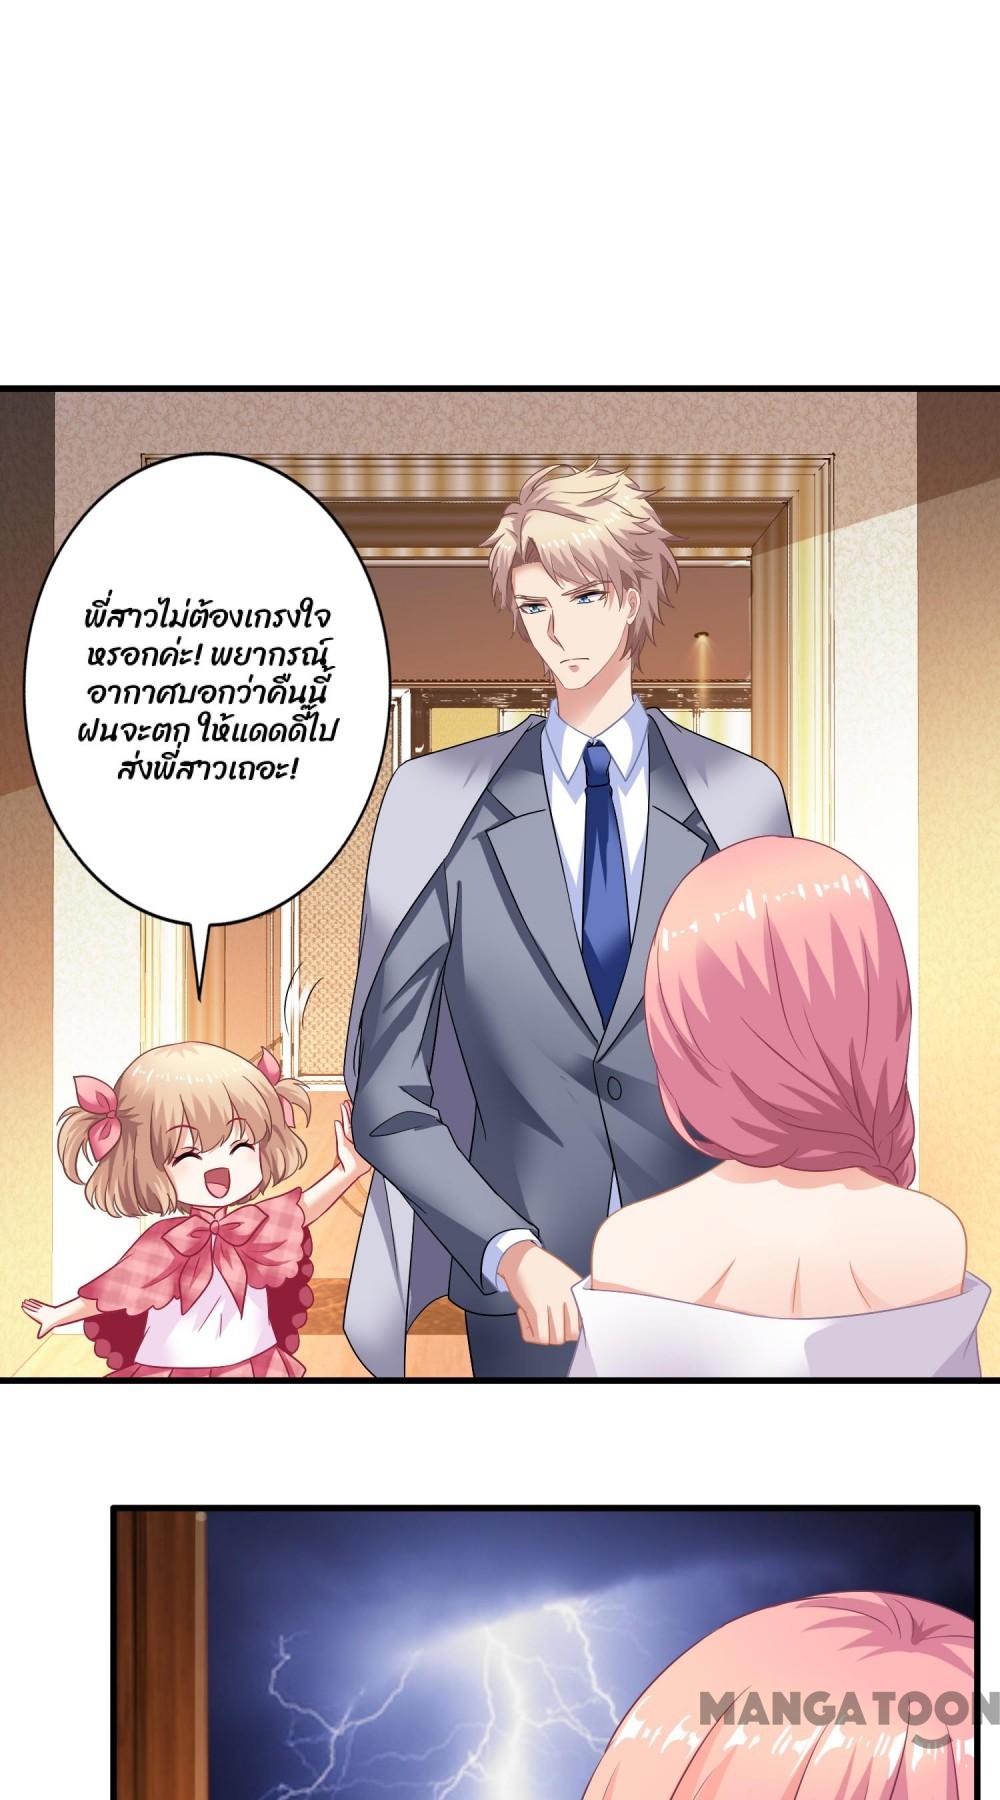 พี่สาวไม่ต้องเกรงใจ
หรอกค่ะ! พยากรณ์
อากาศบอกว่าคืนนี้
ฝนจะตก ให้แดดดี๊ไป
ส่งพี่สาวเถอะ!
MANGATOON